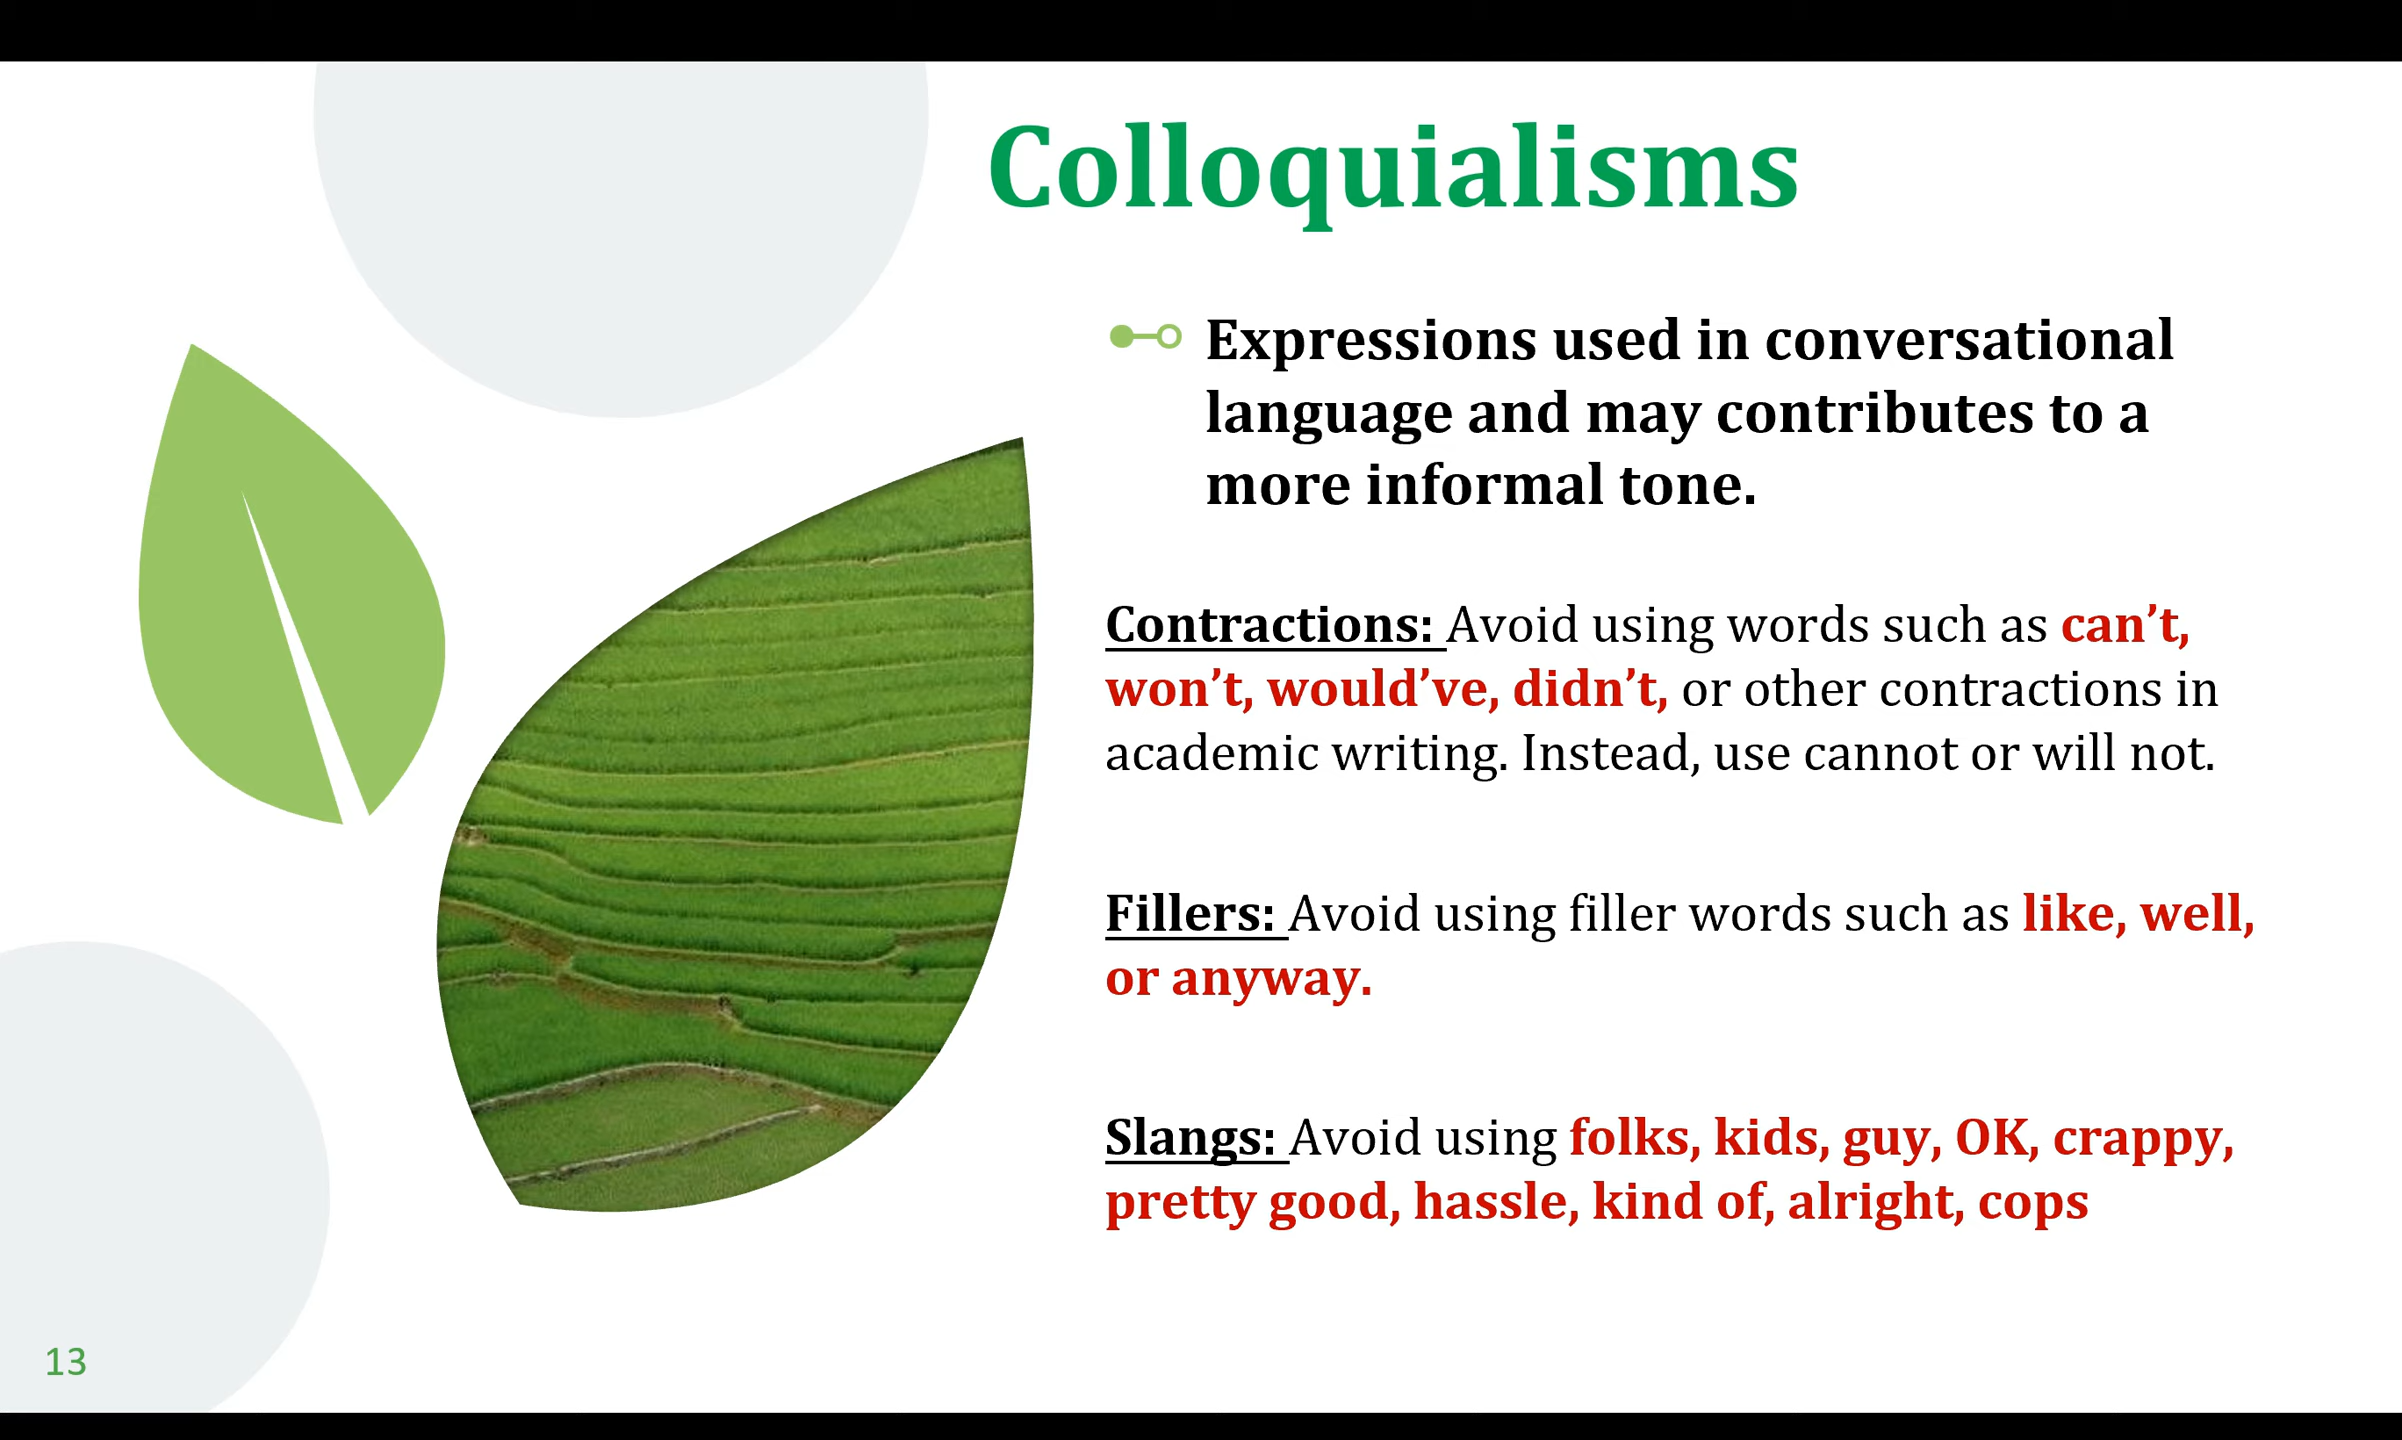 Colloquialisms
Expressions used in conversational
language and may contributes to a
more informal tone.
Contractions: Avoid using words such as can’t,
won’t, would’ve, didn’t, or other contractions in
academic writing. Instead, use cannot or will not.
Fillers: Avoid using filler words such as like, well,
or anyway.
Slangs: Avoid using folks, kids, guy, OK, crappy,
pretty good, hassle, kind of, alright, cops
13